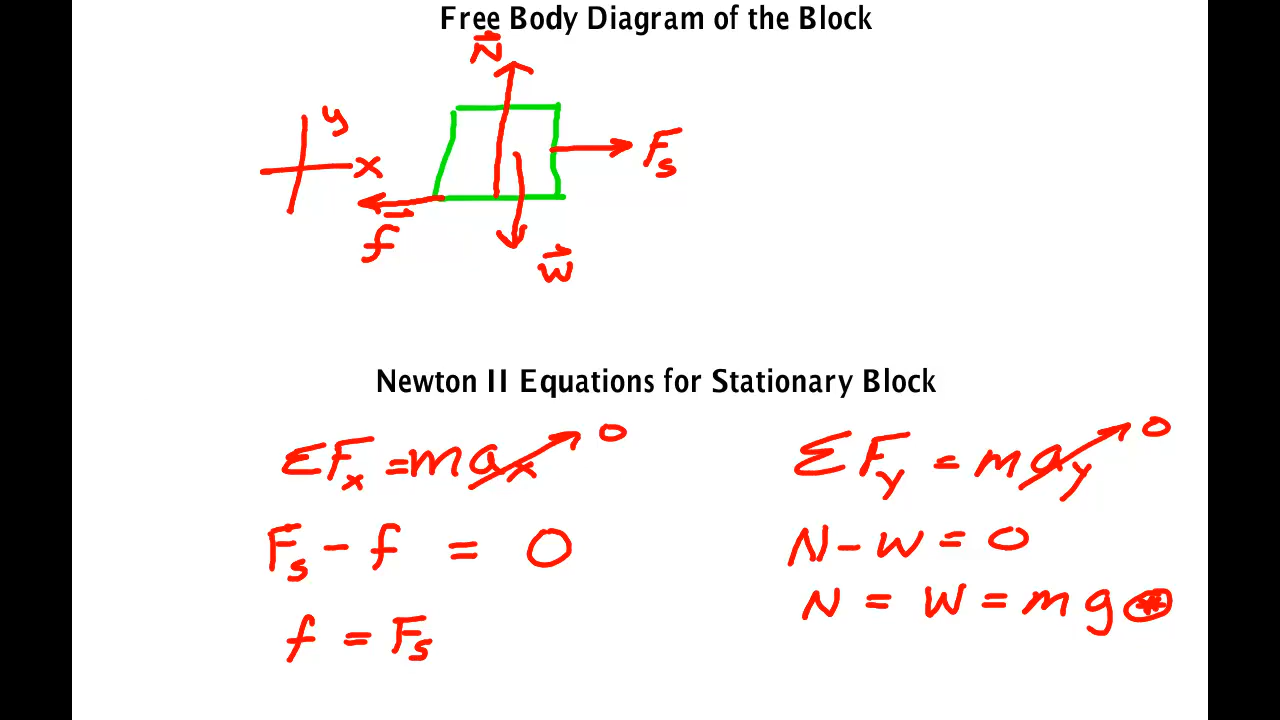 Free Body Diagram of the Block
N
y
x
Fs
f
W
Newton II Equations for Stationary Block
ΣFx = max 0
ΣFy = may 0
Fs - f = 0
N - W = 0
N = W = mg *
f = Fs